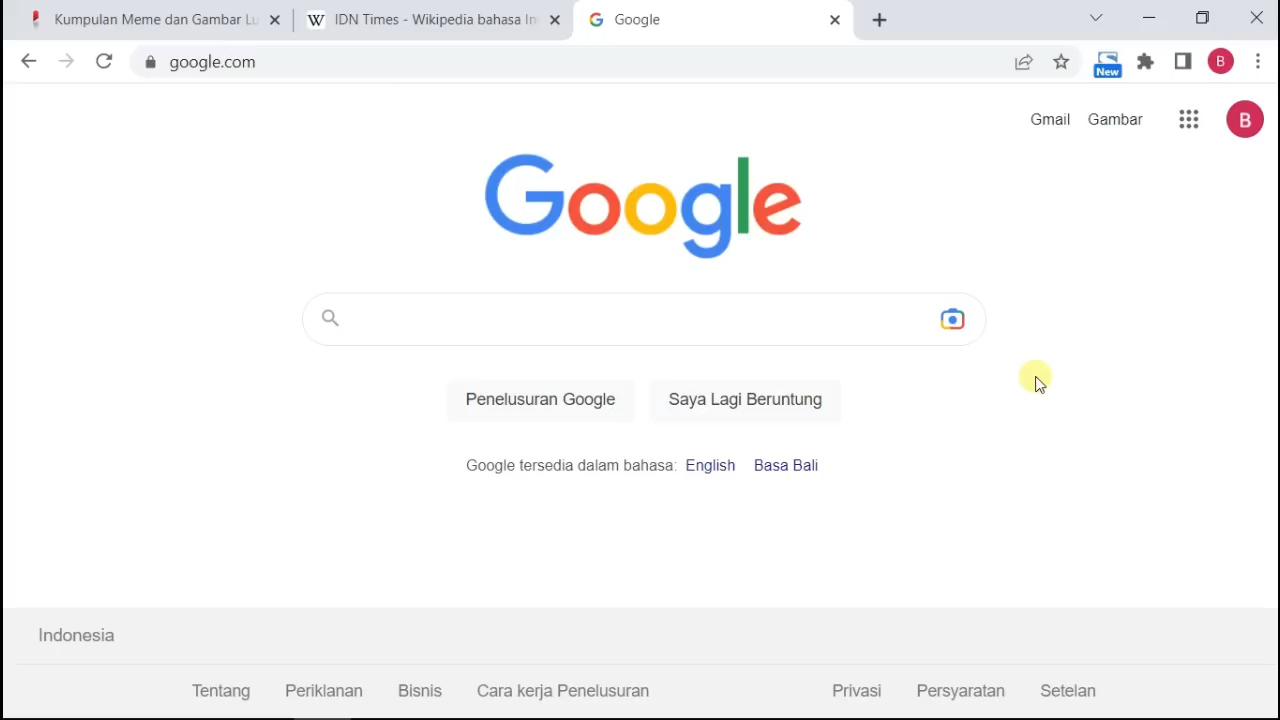 Kumpulan Meme dan Gambar Lu
IDN Times - Wikipedia bahasa In
Google
google.com
New
B
Gmail
Gambar
B
Google
Penelusuran Google
Saya Lagi Beruntung
Google tersedia dalam bahasa: English Basa Bali
Indonesia
Tentang
Periklanan
Bisnis
Cara kerja Penelusuran
Privasi
Persyaratan
Setelan